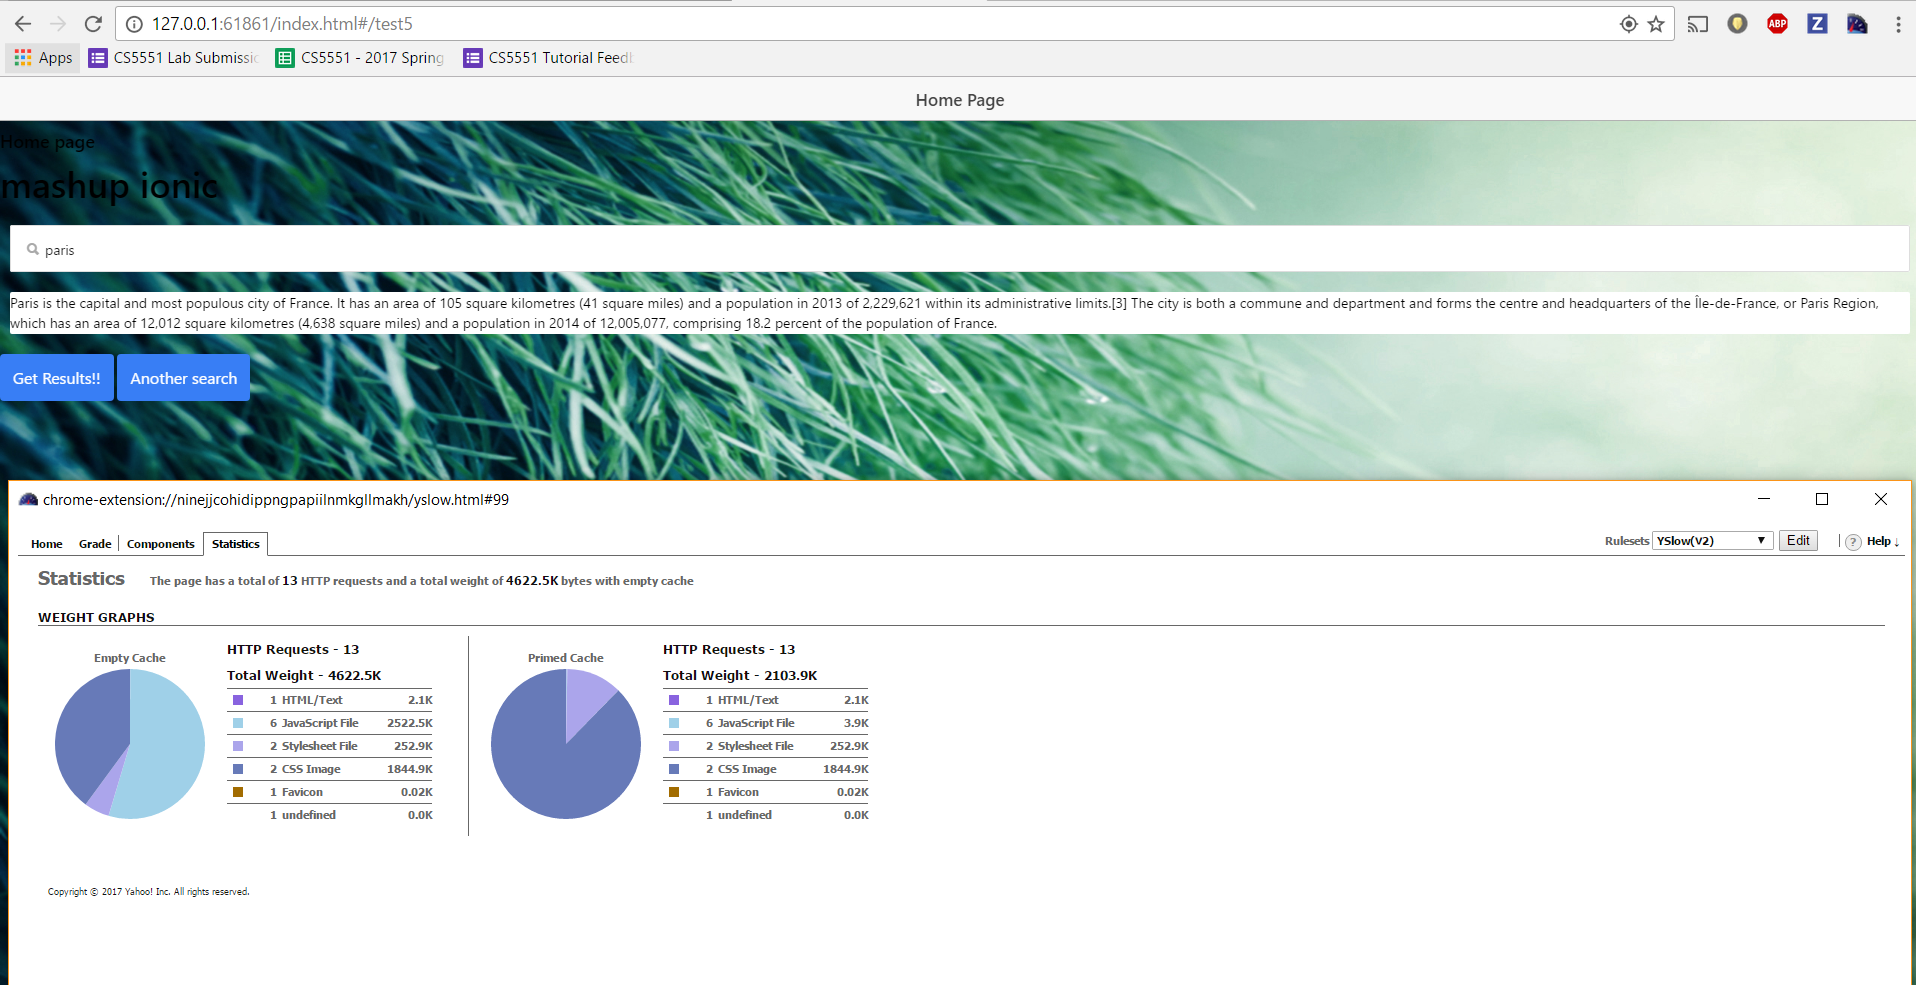 127.0.0.1:61861/index.html#/test5
ABP
Z
Apps CS5551 Lab Submissic CS5551 - 2017 Spring CS5551 Tutorial Feed
Home Page
Home page
mashup ionic
paris
Paris is the capital and most populous city of France. It has an area of 105 square kilometres (41 square miles) and a population in 2013 of 2,229,621 within its administrative limits.[3] The city is both a commune and department and forms the centre and headquarters of the Île-de-France, or Paris Region,
which has an area of 12,012 square kilometres (4,638 square miles) and a population in 2014 of 12,005,077, comprising 18.2 percent of the population of France.
Get Results!! Another search
chrome-extension://ninejjcohidippngpapiilnmkgllmakh/yslow.html#99
Home Grade Components Statistics Rulesets YSlow(V2) Edit ? Help ↓
Statistics The page has a total of 13 HTTP requests and a total weight of 4622.5K bytes with empty cache
WEIGHT GRAPHS
Empty Cache
HTTP Requests - 13
Total Weight - 4622.5K
1 HTML/Text 2.1K
6 JavaScript File 2522.5K
2 Stylesheet File 252.9K
2 CSS Image 1844.9K
1 Favicon 0.02K
1 undefined 0.0K
Primed Cache
HTTP Requests - 13
Total Weight - 2103.9K
1 HTML/Text 2.1K
6 JavaScript File 3.9K
2 Stylesheet File 252.9K
2 CSS Image 1844.9K
1 Favicon 0.02K
1 undefined 0.0K
Copyright © 2017 Yahoo! Inc. All rights reserved.